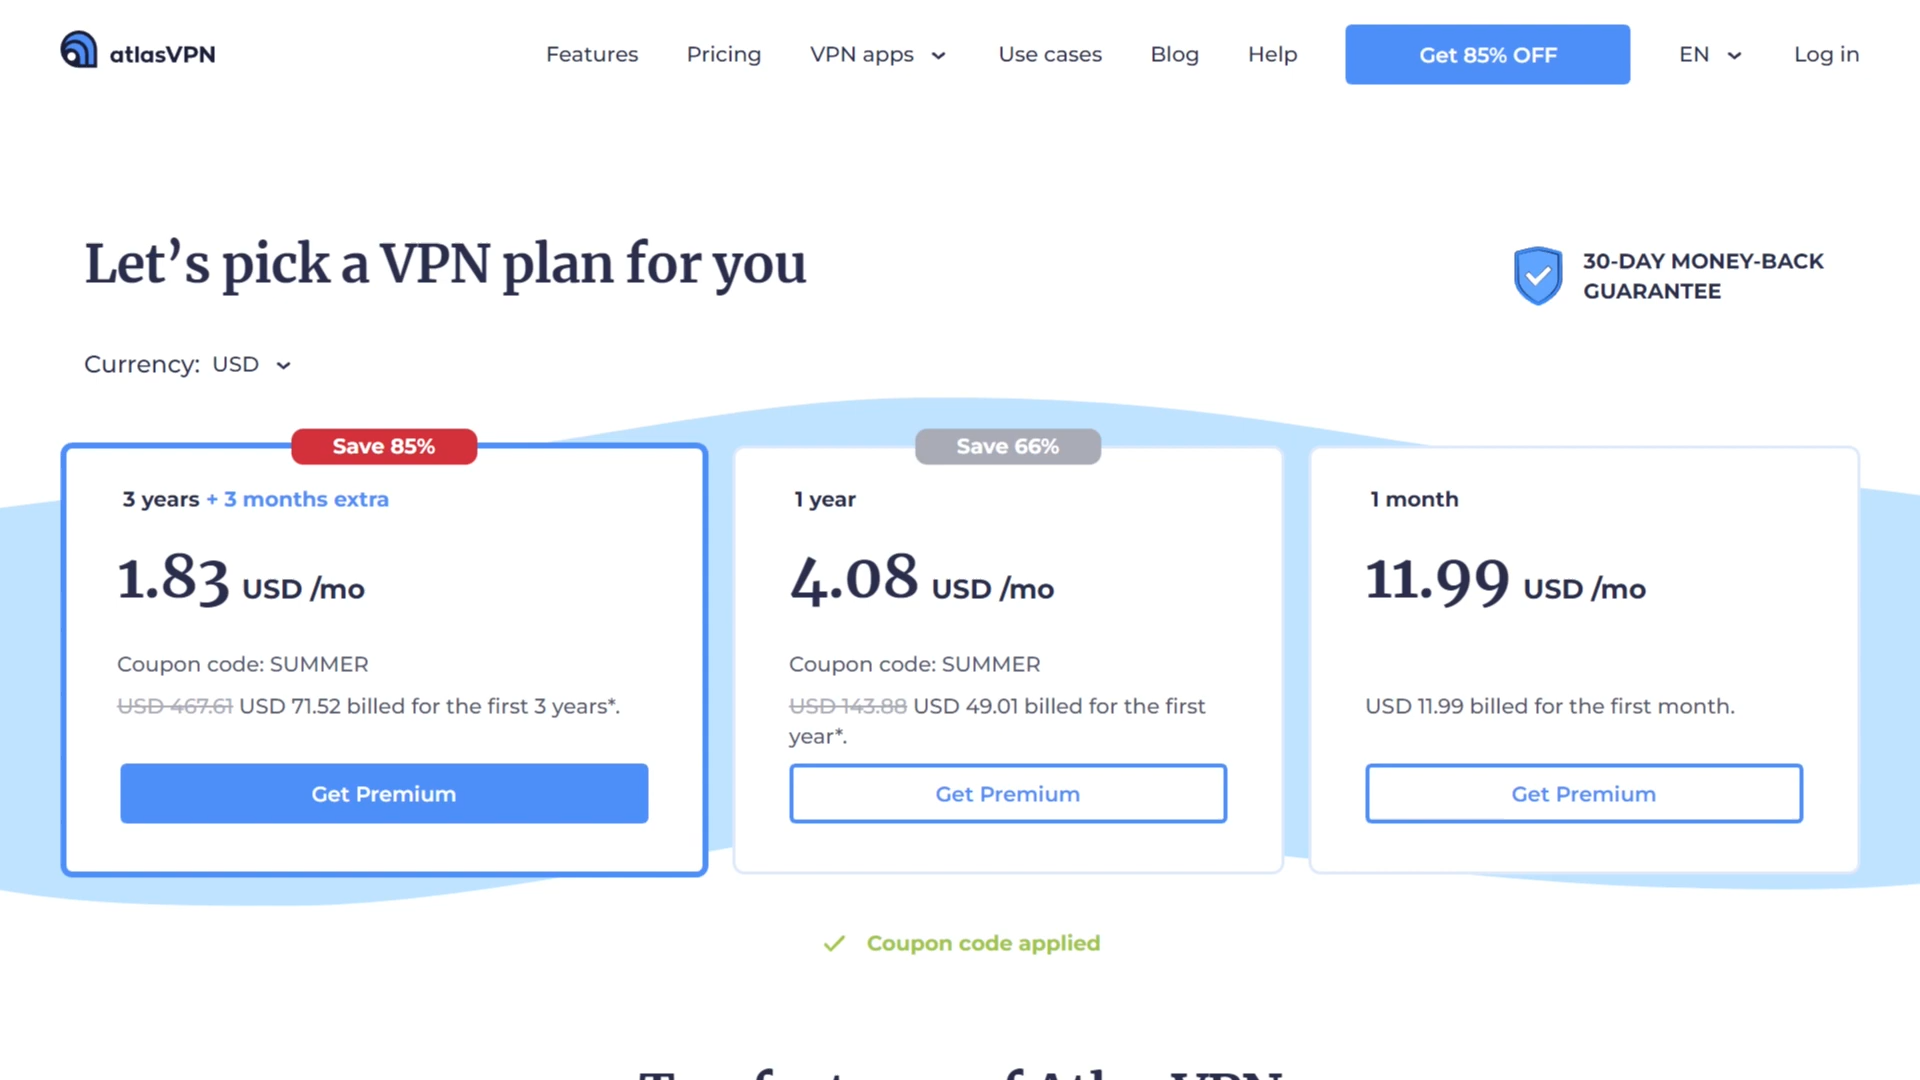 atlasVPN
Features Pricing VPN apps Use cases Blog Help Get 85% OFF EN Log in
Let’s pick a VPN plan for you
30-DAY MONEY-BACK
GUARANTEE
Currency: USD
Save 85%
3 years + 3 months extra
1.83 USD /mo
Coupon code: SUMMER
USD 467.61 USD 71.52 billed for the first 3 years*.
Get Premium
Save 66%
1 year
4.08 USD /mo
Coupon code: SUMMER
USD 143.88 USD 49.01 billed for the first
year*.
Get Premium
1 month
11.99 USD /mo
USD 11.99 billed for the first month.
Get Premium
Coupon code applied